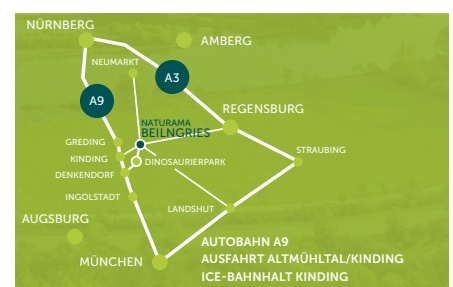 NÜRNBERG
AMBERG
NEUMARKT
A3
A9
REGENSBURG
NATURAMA
BEILNGRIES
GREDING
STRAUBING
KINDING
DINOSAURIERPARK
DENKENDORF
INGOLSTADT
LANDSHUT
AUGSBURG
MÜNCHEN
AUTOBAHN A9
AUSFAHRT ALTMÜHLTAL/KINDING
ICE-BAHNHALT KINDING